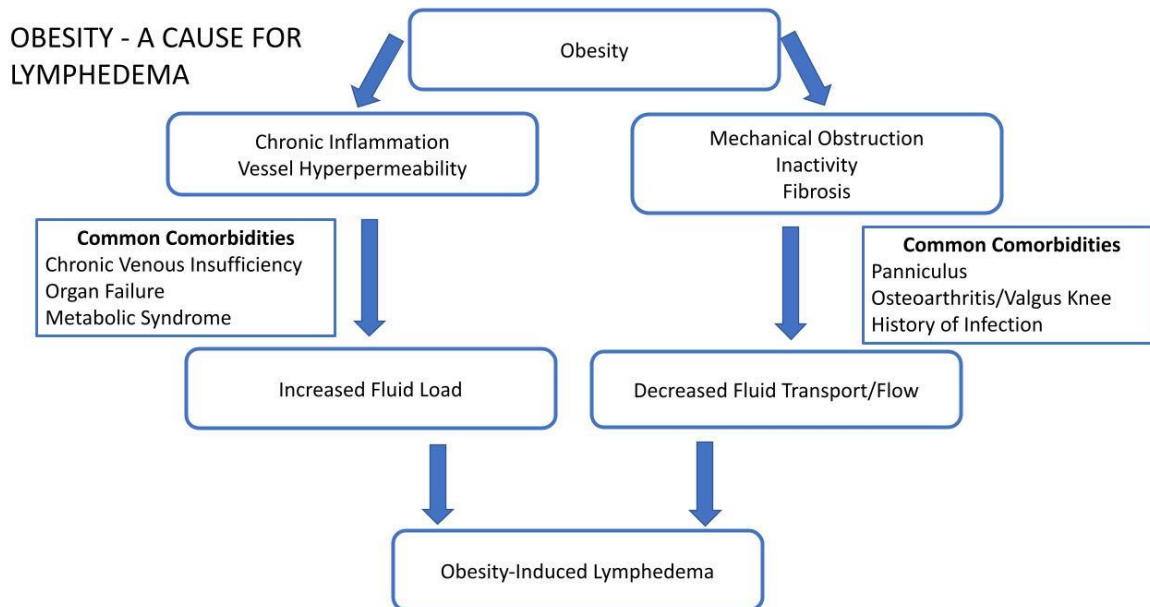 OBESITY - A CAUSE FOR
LYMPHEDEMA
Obesity
Chronic Inflammation
Vessel Hyperpermeability
Mechanical Obstruction
Inactivity
Fibrosis
Common Comorbidities
Chronic Venous Insufficiency
Organ Failure
Metabolic Syndrome
Common Comorbidities
Panniculus
Osteoarthritis/Valgus Knee
History of Infection
Increased Fluid Load
Decreased Fluid Transport/Flow
Obesity-Induced Lymphedema